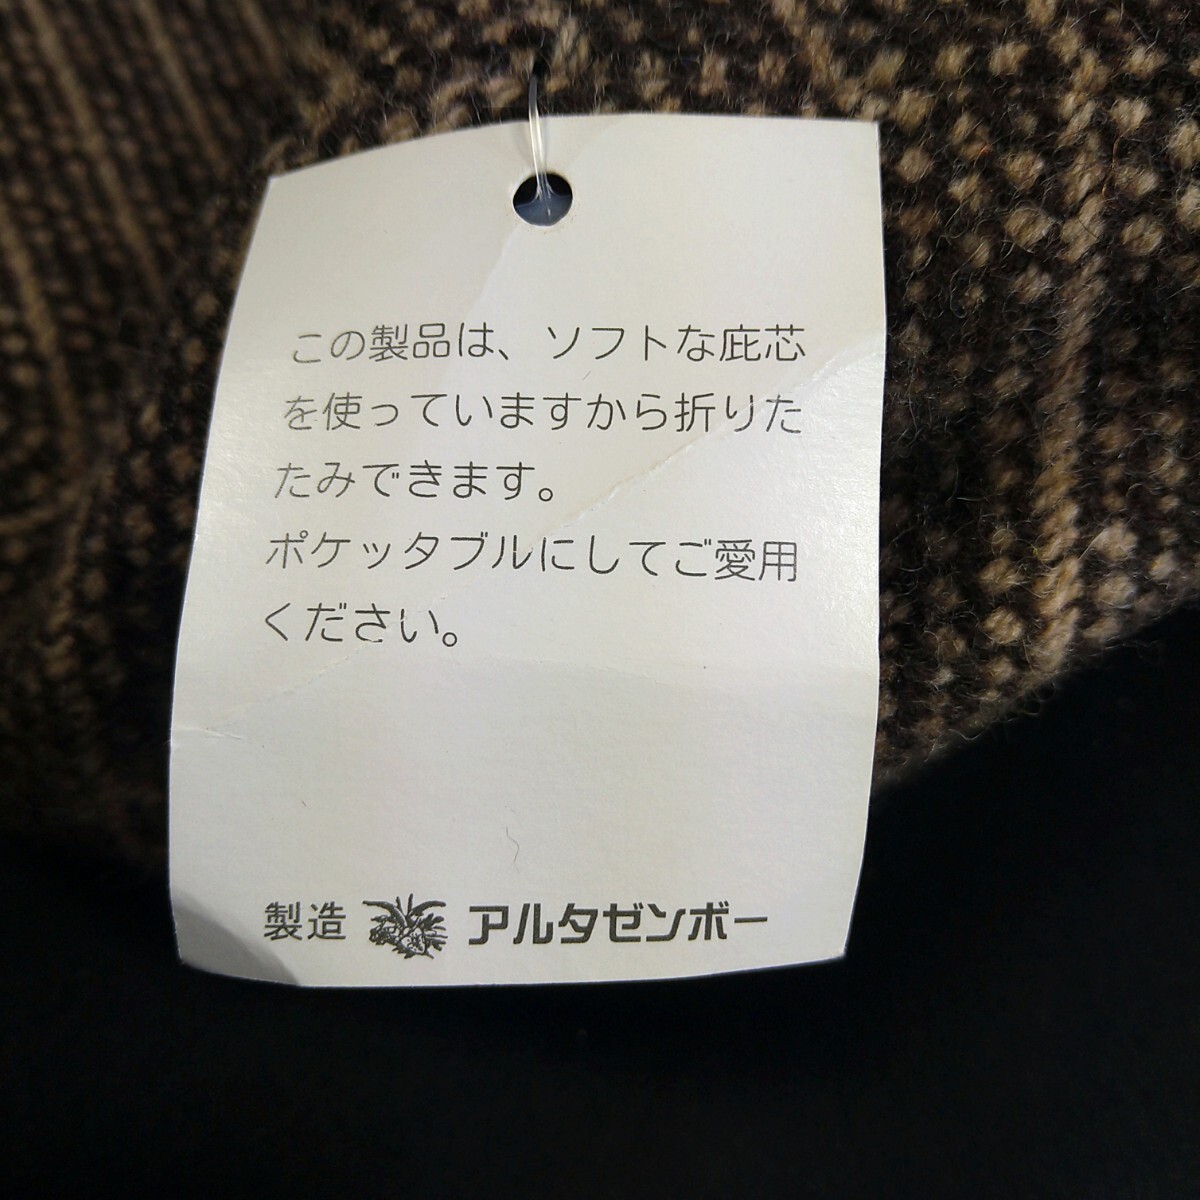 この製品は、ソフトな庇芯
を使っていますから折りた
たみできます。
ポケッタブルにしてご愛用
ください。
製造 アルタゼンボー